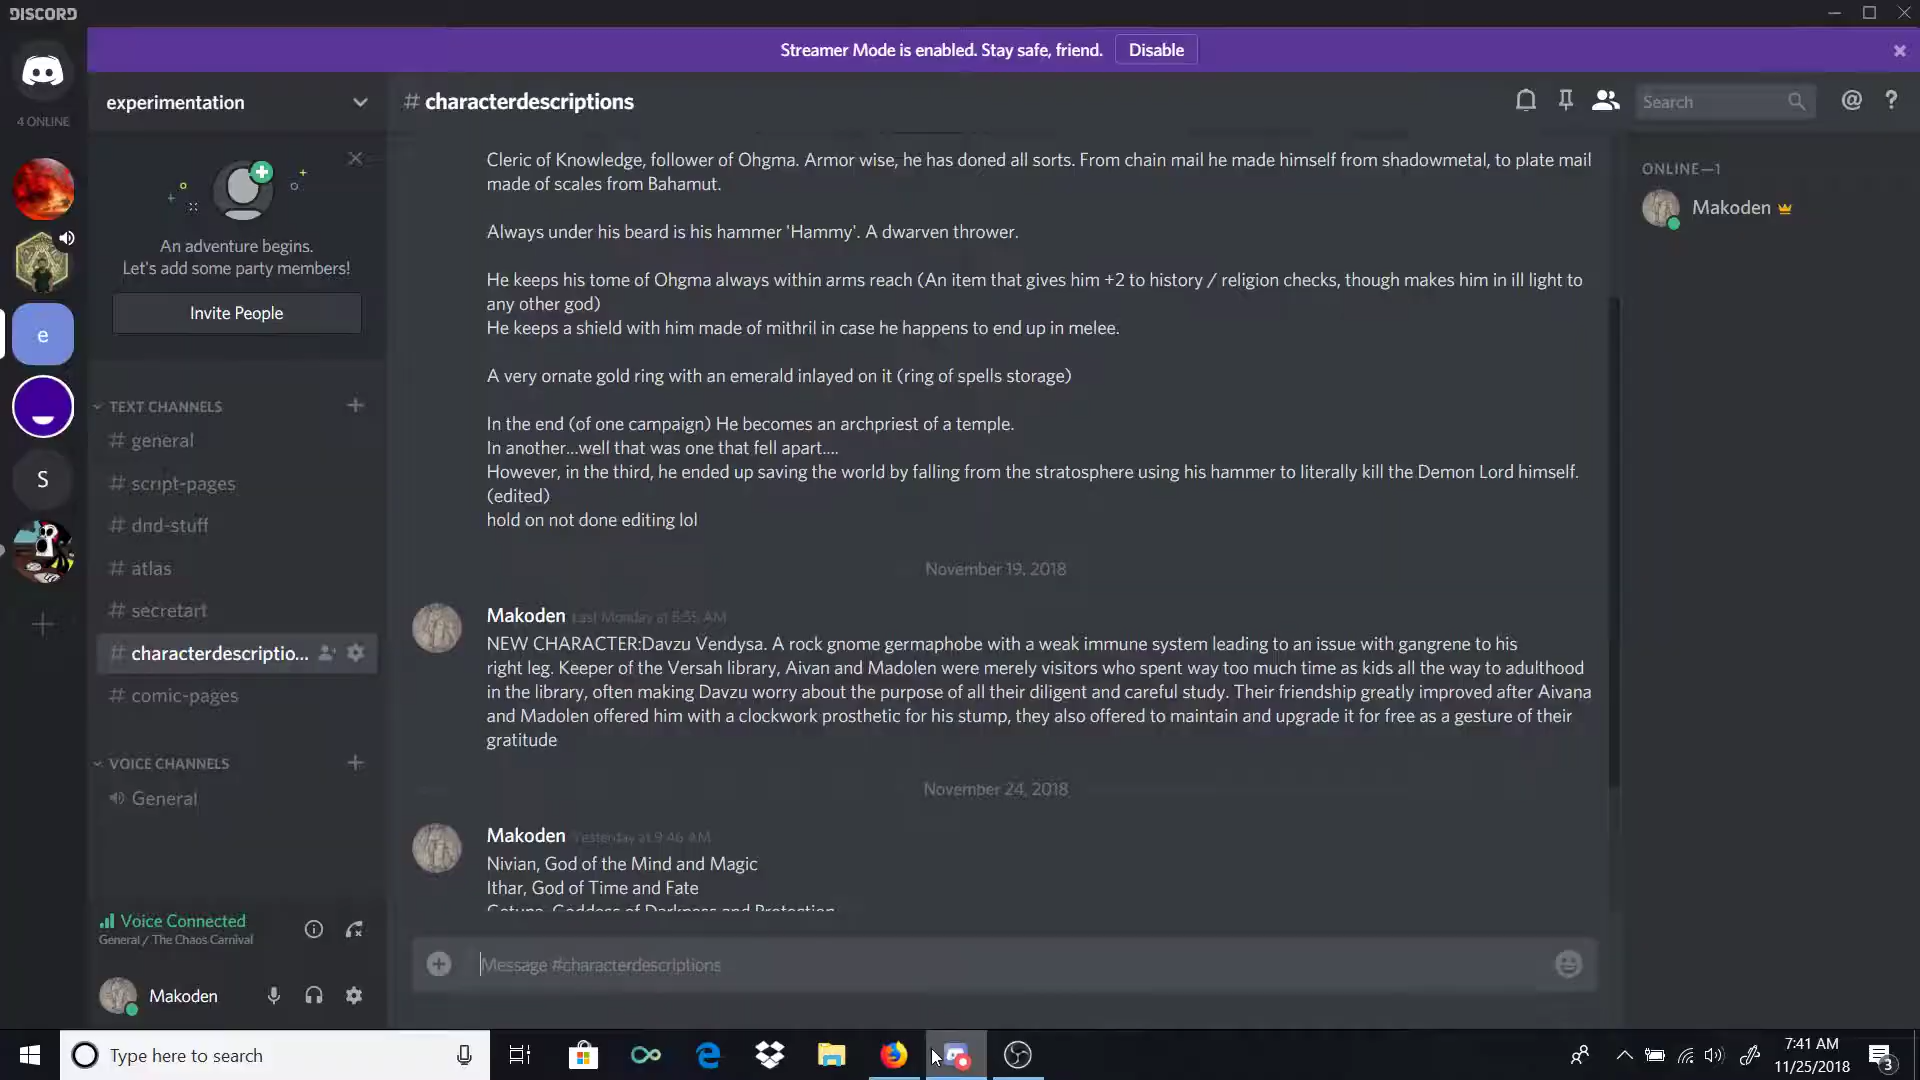 DISCORD
Streamer Mode is enabled. Stay safe, friend. Disable
4 ONLINE
experimentation
An adventure begins.
Let's add some party members!
Invite People
TEXT CHANNELS
# general
# script-pages
# dnd-stuff
# atlas
# secretart
# characterdescriptio...
# comic-pages
VOICE CHANNELS
General
Voice Connected
General / The Chaos Carnival
Makoden
e
S
# characterdescriptions
Search
@ ?
Cleric of Knowledge, follower of Ohgma. Armor wise, he has doned all sorts. From chain mail he made himself from shadowmetal, to plate mail
made of scales from Bahamut.
Always under his beard is his hammer 'Hammy'. A dwarven thrower.
He keeps his tome of Ohgma always within arms reach (An item that gives him +2 to history / religion checks, though makes him in ill light to
any other god)
He keeps a shield with him made of mithril in case he happens to end up in melee.
A very ornate gold ring with an emerald inlayed on it (ring of spells storage)
In the end (of one campaign) He becomes an archpriest of a temple.
In another...well that was one that fell apart....
However, in the third, he ended up saving the world by falling from the stratosphere using his hammer to literally kill the Demon Lord himself.
(edited)
hold on not done editing lol
November 19, 2018
Makoden Last Monday at 5:55 AM
NEW CHARACTER:Davzu Vendysa. A rock gnome germaphobe with a weak immune system leading to an issue with gangrene to his
right leg. Keeper of the Versah library, Aivan and Madolen were merely visitors who spent way too much time as kids all the way to adulthood
in the library, often making Davzu worry about the purpose of all their diligent and careful study. Their friendship greatly improved after Aivana
and Madolen offered him with a clockwork prosthetic for his stump, they also offered to maintain and upgrade it for free as a gesture of their
gratitude
November 24, 2018
Makoden Yesterday at 9:46 AM
Nivian, God of the Mind and Magic
Ithar, God of Time and Fate
Goddess of Darkness and Protection
Message #characterdescriptions
ONLINE—1
Makoden
Type here to search
7:41 AM
11/25/2018
3